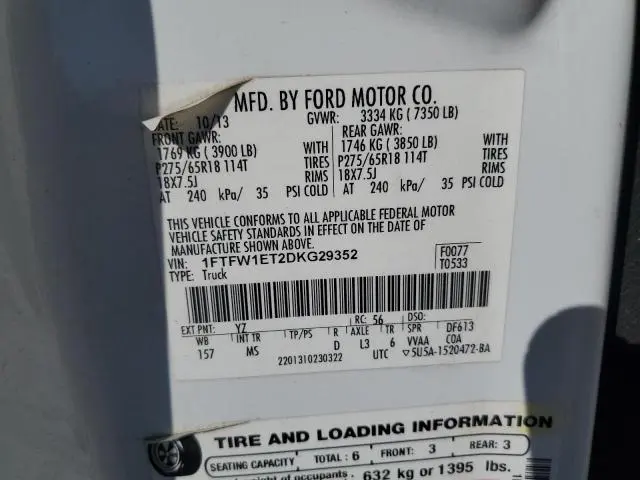 MFD. BY FORD MOTOR CO.
DATE: 10/13 GVWR: 3334 KG ( 7350 LB)
FRONT GAWR: REAR GAWR:
1769 KG ( 3900 LB) WITH 1746 KG ( 3850 LB) WITH
P275/65R18 114T TIRES P275/65R18 114T TIRES
18X7.5J RIMS 18X7.5J RIMS
AT 240 kPa/ 35 PSI COLD AT 240 kPa/ 35 PSI COLD
THIS VEHICLE CONFORMS TO ALL APPLICABLE FEDERAL MOTOR
VEHICLE SAFETY STANDARDS IN EFFECT ON THE DATE OF
MANUFACTURE SHOWN ABOVE.
VIN: 1FTFW1ET2DKG29352 F0077
TYPE: Truck T0533
EXT PNT: YZ RC: 56 DSO:
WB INT TR TP/PS R AXLE TR SPR DF613
157 MS D L3 6 VVAA COA
2201310230322 UTC ▽5U5A-1520472-BA
TIRE AND LOADING INFORMATION
SEATING CAPACITY TOTAL: 6 FRONT: 3 REAR: 3
occupants 632 kg or 1395 lbs.